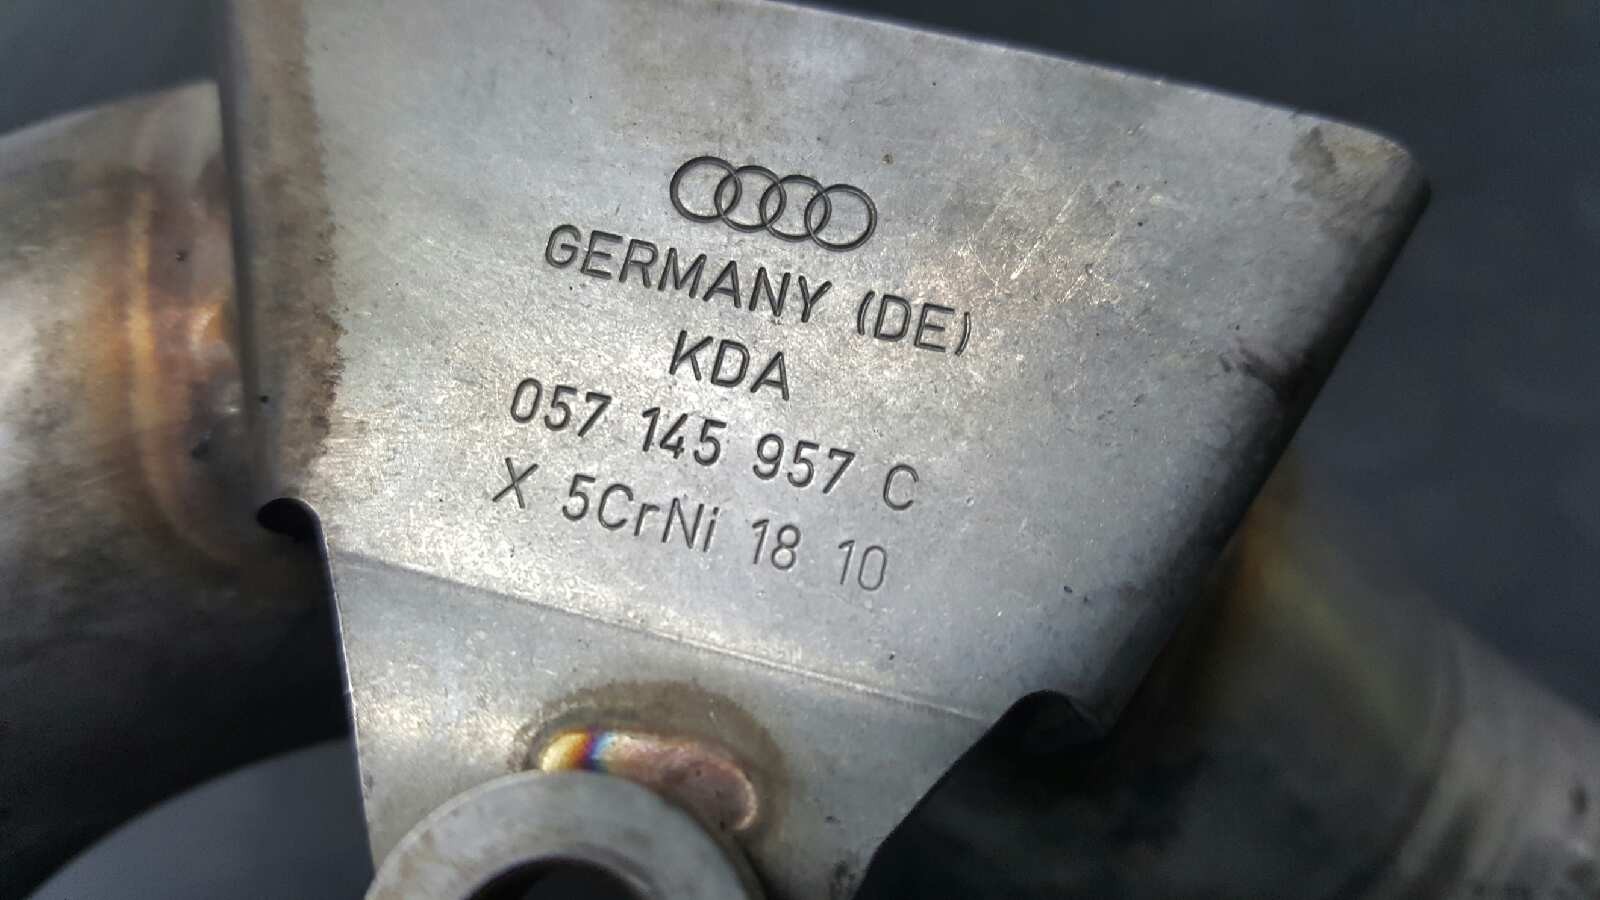 GERMANY (DE)
KDA
057 145 957 C
X 5CrNi 18 10